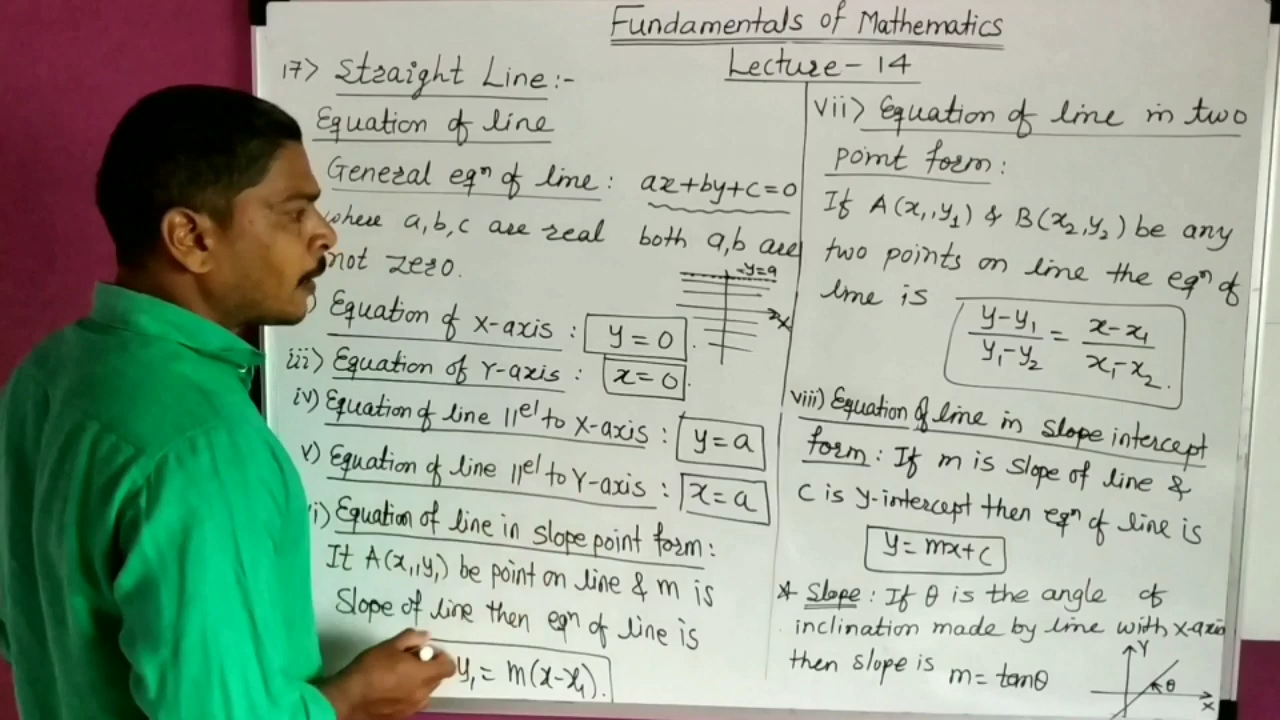 Fundamentals of Mathematics
Lecture - 14
17> Straight Line :-
Equation of line
General eqⁿ of line : ax+by+c=0
where a,b,c are real both a,b are
not zero.
Equation of X-axis : y = 0
iii) Equation of Y-axis : x=0
iv) Equation of line ||el to X-axis : y=a
v) Equation of line ||el to Y-axis : x=a
i) Equation of line in slope point form:
If A(x₁,y₁) be point on line & m is
Slope of line then eqⁿ of line is
y₁ = m(x-x₁).
-y=a
X
vii> Equation of line in two
point form :
If A(x₁,y₁) & B(x₂,y₂) be any
two points on line the eqⁿ of
line is
y-y₁/y₁-y₂ = x-x₁/x₁-x₂.
viii) Equation of line in slope intercept
form : If m is slope of line &
c is y-intercept then eqⁿ of line is
y = mx+c
* Slope : If θ is the angle of
inclination made by line with x-axis
then slope is m = tanθ
Y
θ
X